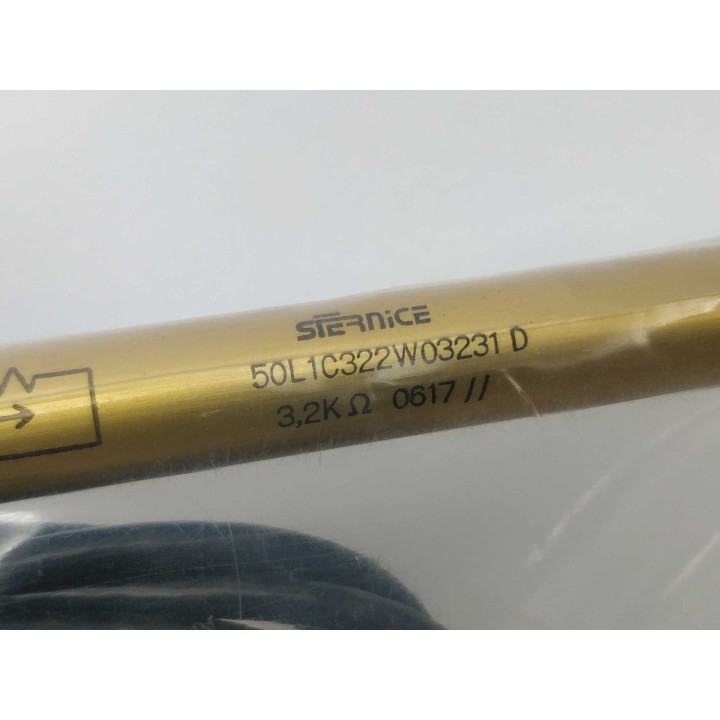 STERNICE
50L1C322W03231 D
3,2K Ω 0617 //